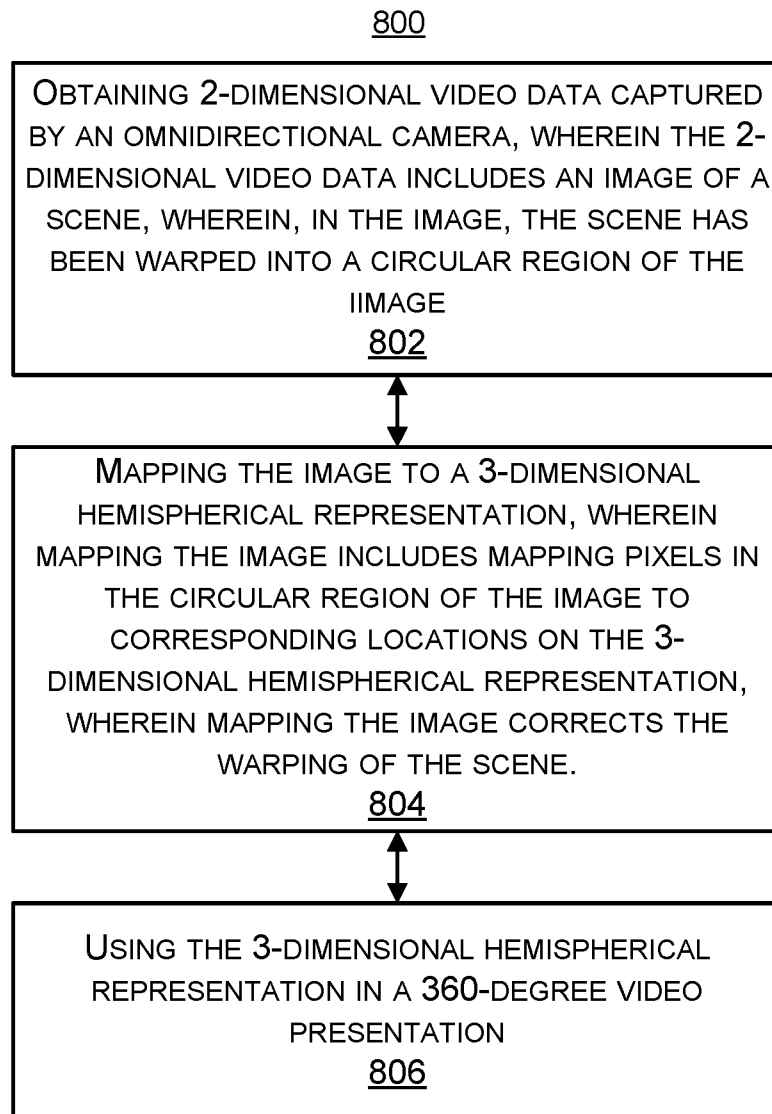 800
OBTAINING 2-DIMENSIONAL VIDEO DATA CAPTURED
BY AN OMNIDIRECTIONAL CAMERA, WHEREIN THE 2-
DIMENSIONAL VIDEO DATA INCLUDES AN IMAGE OF A
SCENE, WHEREIN, IN THE IMAGE, THE SCENE HAS
BEEN WARPED INTO A CIRCULAR REGION OF THE
IIMAGE
802
MAPPING THE IMAGE TO A 3-DIMENSIONAL
HEMISPHERICAL REPRESENTATION, WHEREIN
MAPPING THE IMAGE INCLUDES MAPPING PIXELS IN
THE CIRCULAR REGION OF THE IMAGE TO
CORRESPONDING LOCATIONS ON THE 3-
DIMENSIONAL HEMISPHERICAL REPRESENTATION,
WHEREIN MAPPING THE IMAGE CORRECTS THE
WARPING OF THE SCENE.
804
USING THE 3-DIMENSIONAL HEMISPHERICAL
REPRESENTATION IN A 360-DEGREE VIDEO
PRESENTATION
806